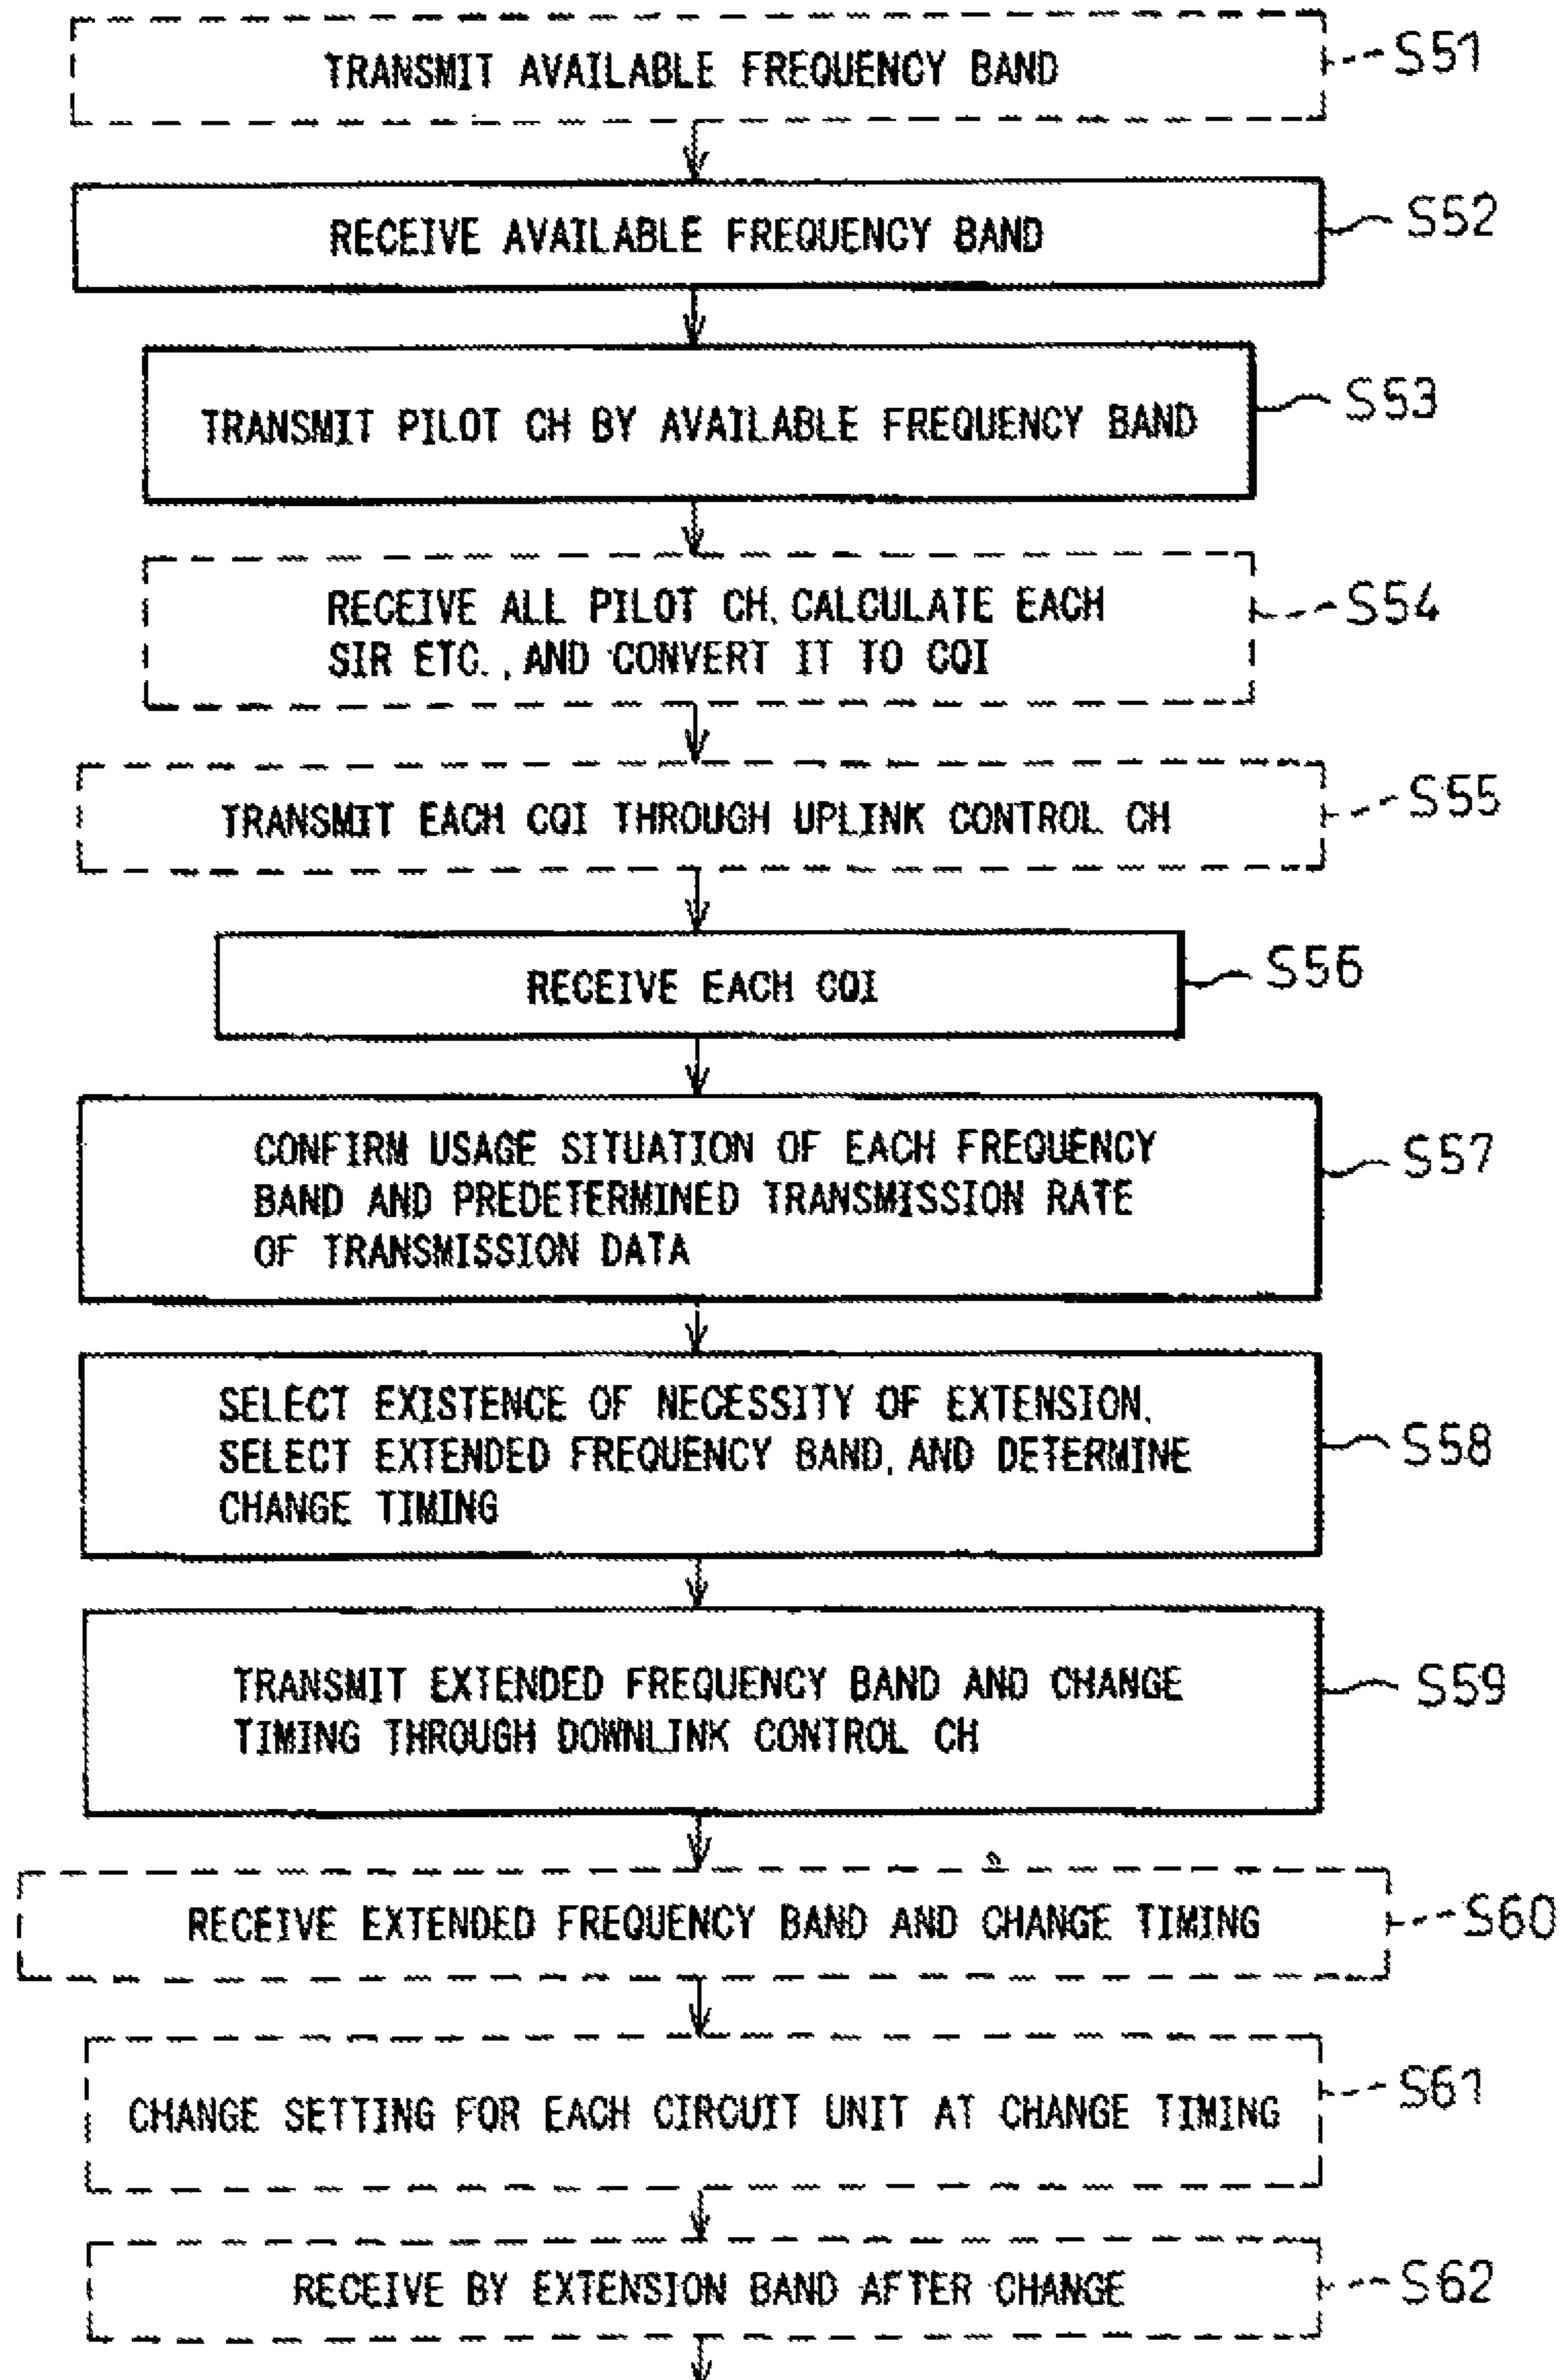 TRANSMIT AVAILABLE FREQUENCY BAND
S51
RECEIVE AVAILABLE FREQUENCY BAND
S52
TRANSMIT PILOT CH BY AVAILABLE FREQUENCY BAND
S53
RECEIVE ALL PILOT CH, CALCULATE EACH
SIR ETC., AND CONVERT IT TO CQI
S54
TRANSMIT EACH CQI THROUGH UPLINK CONTROL CH
S55
RECEIVE EACH CQI
S56
CONFIRM USAGE SITUATION OF EACH FREQUENCY
BAND AND PREDETERMINED TRANSMISSION RATE
OF TRANSMISSION DATA
S57
SELECT EXISTENCE OF NECESSITY OF EXTENSION,
SELECT EXTENDED FREQUENCY BAND, AND DETERMINE
CHANGE TIMING
S58
TRANSMIT EXTENDED FREQUENCY BAND AND CHANGE
TIMING THROUGH DOWNLINK CONTROL CH
S59
RECEIVE EXTENDED FREQUENCY BAND AND CHANGE TIMING
S60
CHANGE SETTING FOR EACH CIRCUIT UNIT AT CHANGE TIMING
S61
RECEIVE BY EXTENSION BAND AFTER CHANGE
S62